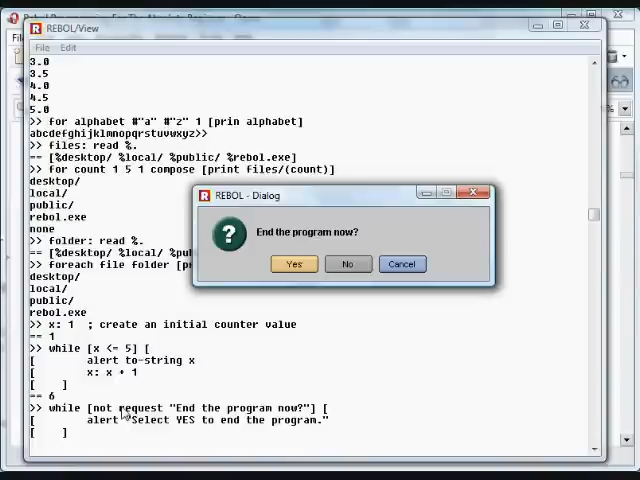 REBOL/View
File Edit
3.0
3.5
4.0
4.5
5.0
>> for alphabet #"a" #"z" 1 [prin alphabet]
abcdefghijklmnopqrstuvwxyz>>
>> files: read %.
== [%desktop/ %local/ %public/ %rebol.exe]
>> for count 1 5 1 compose [print files/(count)]
desktop/
local/
public/
rebol.exe
none
>> folder: read %.
== [%desktop/ %local/
>> foreach file folder
desktop/
local/
public/
rebol.exe
>> x: 1  ; create an initial counter value
== 1
>> while [x <= 5] [
[        alert to-string x
[        x: x + 1
[    ]
== 6
>> while [not request "End the program now?"] [
[        alert "Select YES to end the program."
[    ]
REBOL - Dialog
End the program now?
Yes No Cancel